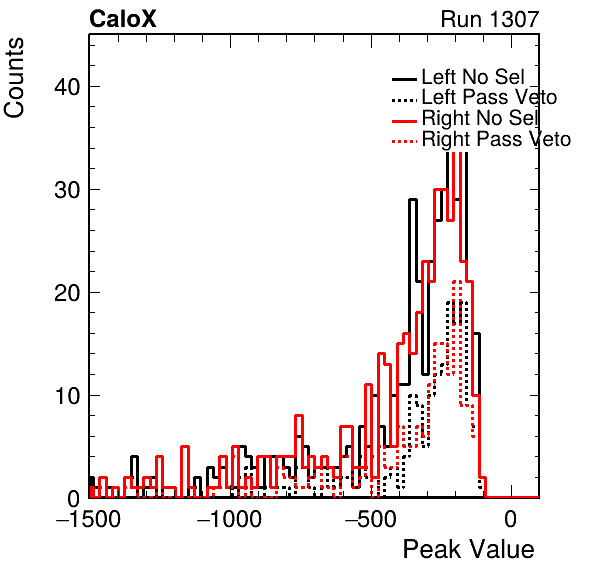 CaloX
Run 1307
Counts
Left No Sel
Left Pass Veto
Right No Sel
Right Pass Veto
40
30
20
10
0
−1500
−1000
−500
0
Peak Value